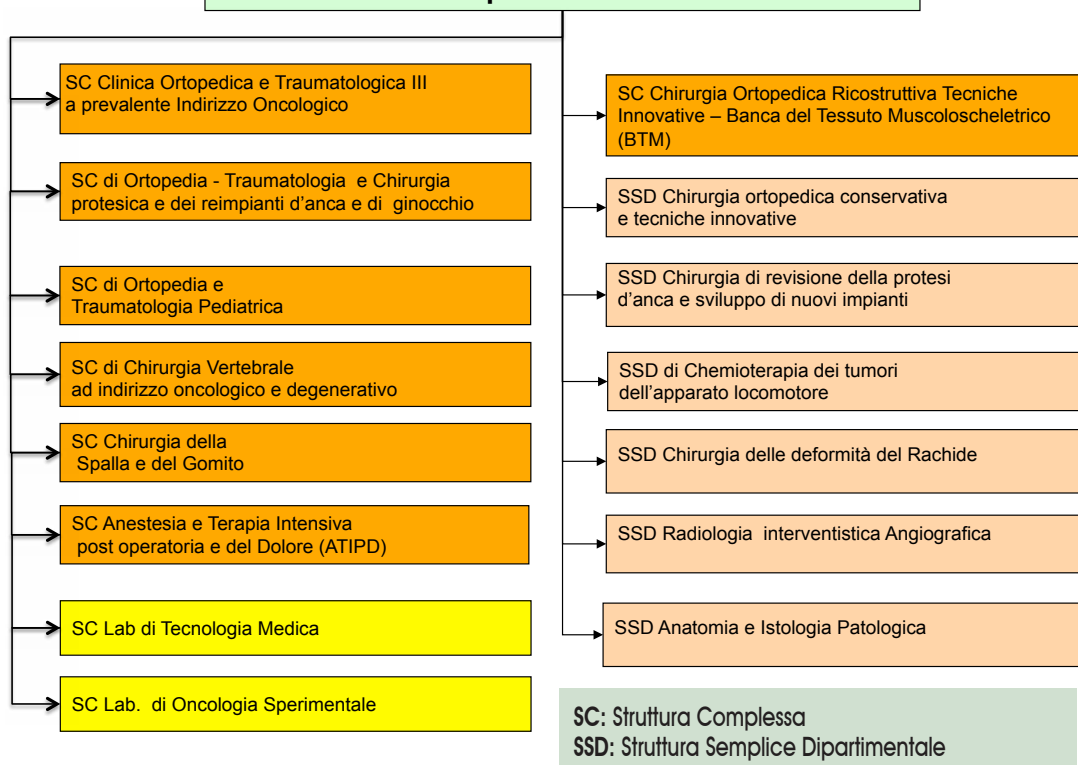 SC Clinica Ortopedica e Traumatologica III
a prevalente Indirizzo Oncologico
SC di Ortopedia - Traumatologia e Chirurgia
protesica e dei reimpianti d'anca e di ginocchio
SC di Ortopedia e
Traumatologia Pediatrica
SC di Chirurgia Vertebrale
ad indirizzo oncologico e degenerativo
SC Chirurgia della
Spalla e del Gomito
SC Anestesia e Terapia Intensiva
post operatoria e del Dolore (ATIPD)
SC Lab di Tecnologia Medica
SC Lab. di Oncologia Sperimentale
SC Chirurgia Ortopedica Ricostruttiva Tecniche
Innovative – Banca del Tessuto Muscoloscheletrico
(BTM)
SSD Chirurgia ortopedica conservativa
e tecniche innovative
SSD Chirurgia di revisione della protesi
d'anca e sviluppo di nuovi impianti
SSD di Chemioterapia dei tumori
dell'apparato locomotore
SSD Chirurgia delle deformità del Rachide
SSD Radiologia interventistica Angiografica
SSD Anatomia e Istologia Patologica
SC: Struttura Complessa
SSD: Struttura Semplice Dipartimentale